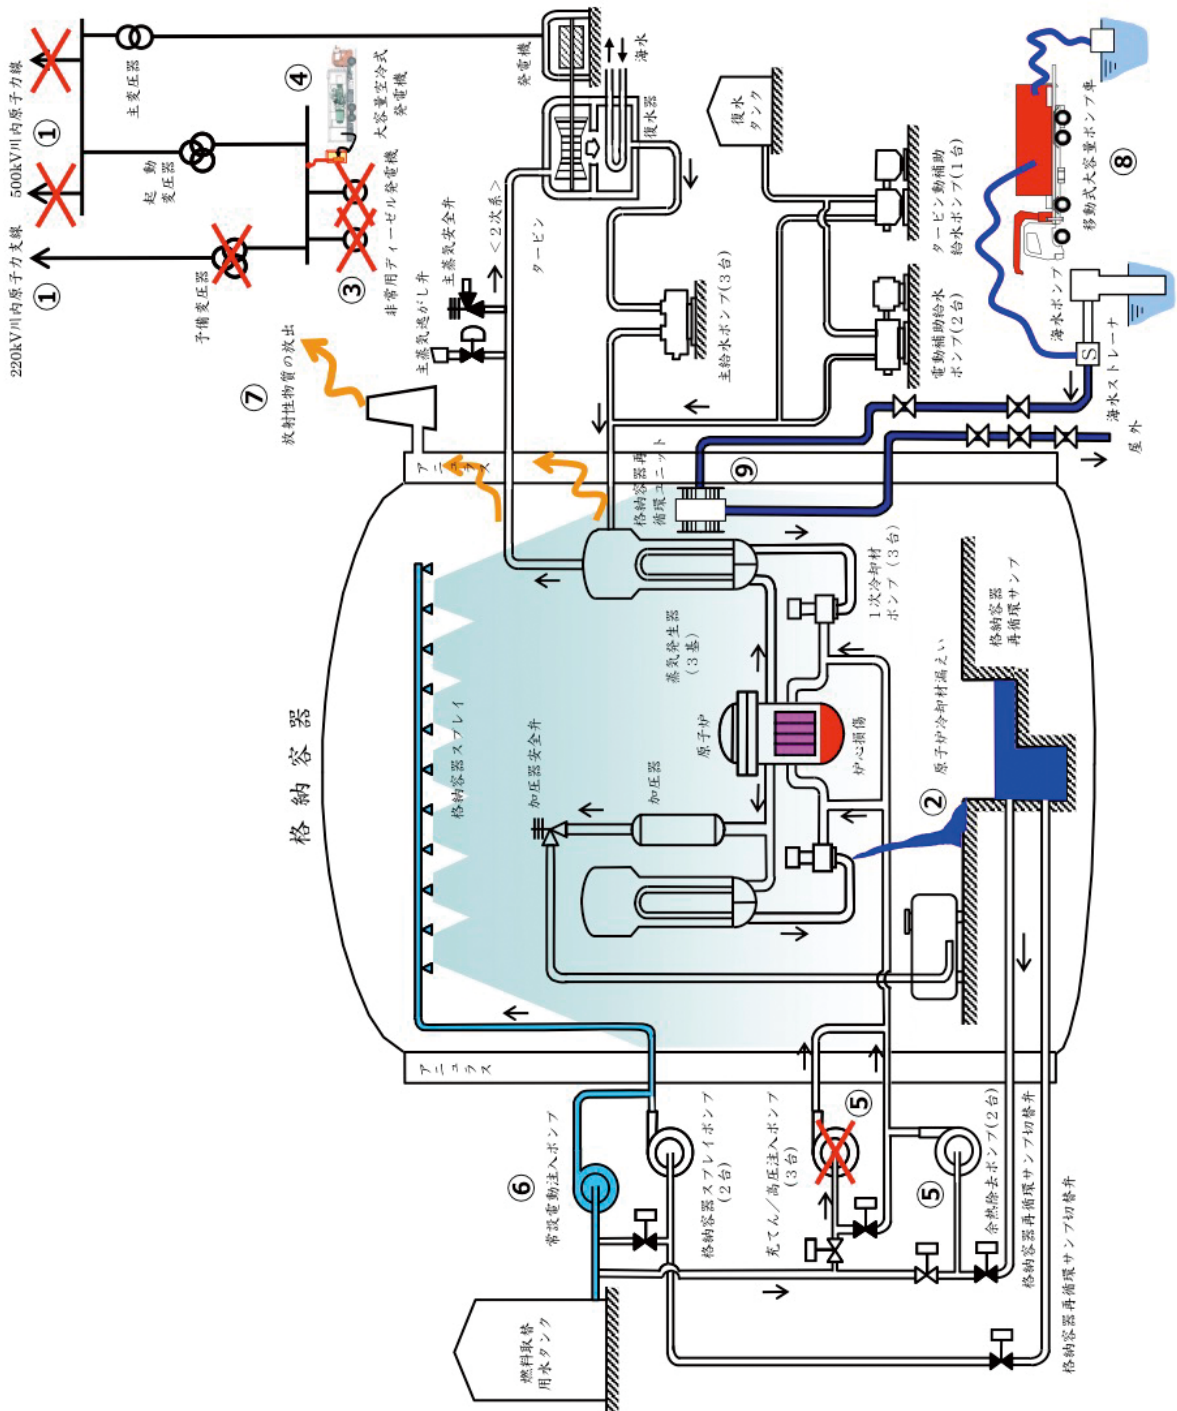 格納容器
220kV川内原子力支線
①
500kV川内原子力線
①
主変圧器
起動
変圧器
予備変圧器
④
大容量空冷式
発電機
③
非常用ディーゼル発電機
⑦
放射性物質の放出
主蒸気逃がし弁
主蒸気安全弁
<2次系>
タービン
発電機
海水
復水器
復水
タンク
主給水ポンプ(3台)
タービン動補助
給水ポンプ(1台)
電動補助給水
ポンプ(2台)
⑧
移動式大容量ポンプ車
海水ポンプ
S
海水ストレーナ
屋外
アニュラス
格納容器再
循環ユニット
⑨
格納容器スプレイ
加圧器安全弁
加圧器
原子炉
炉心損傷
蒸気発生器
(3基)
1次冷却材
ポンプ(3台)
②
原子炉冷却材漏えい
格納容器
再循環サンプ
アニュラス
⑥
常設電動注入ポンプ
格納容器スプレイポンプ
(2台)
⑤
充てん/高圧注入ポンプ
(3台)
⑤
余熱除去ポンプ(2台)
格納容器再循環サンプ切替弁
格納容器再循環サンプ切替弁
燃料取替
用水タンク